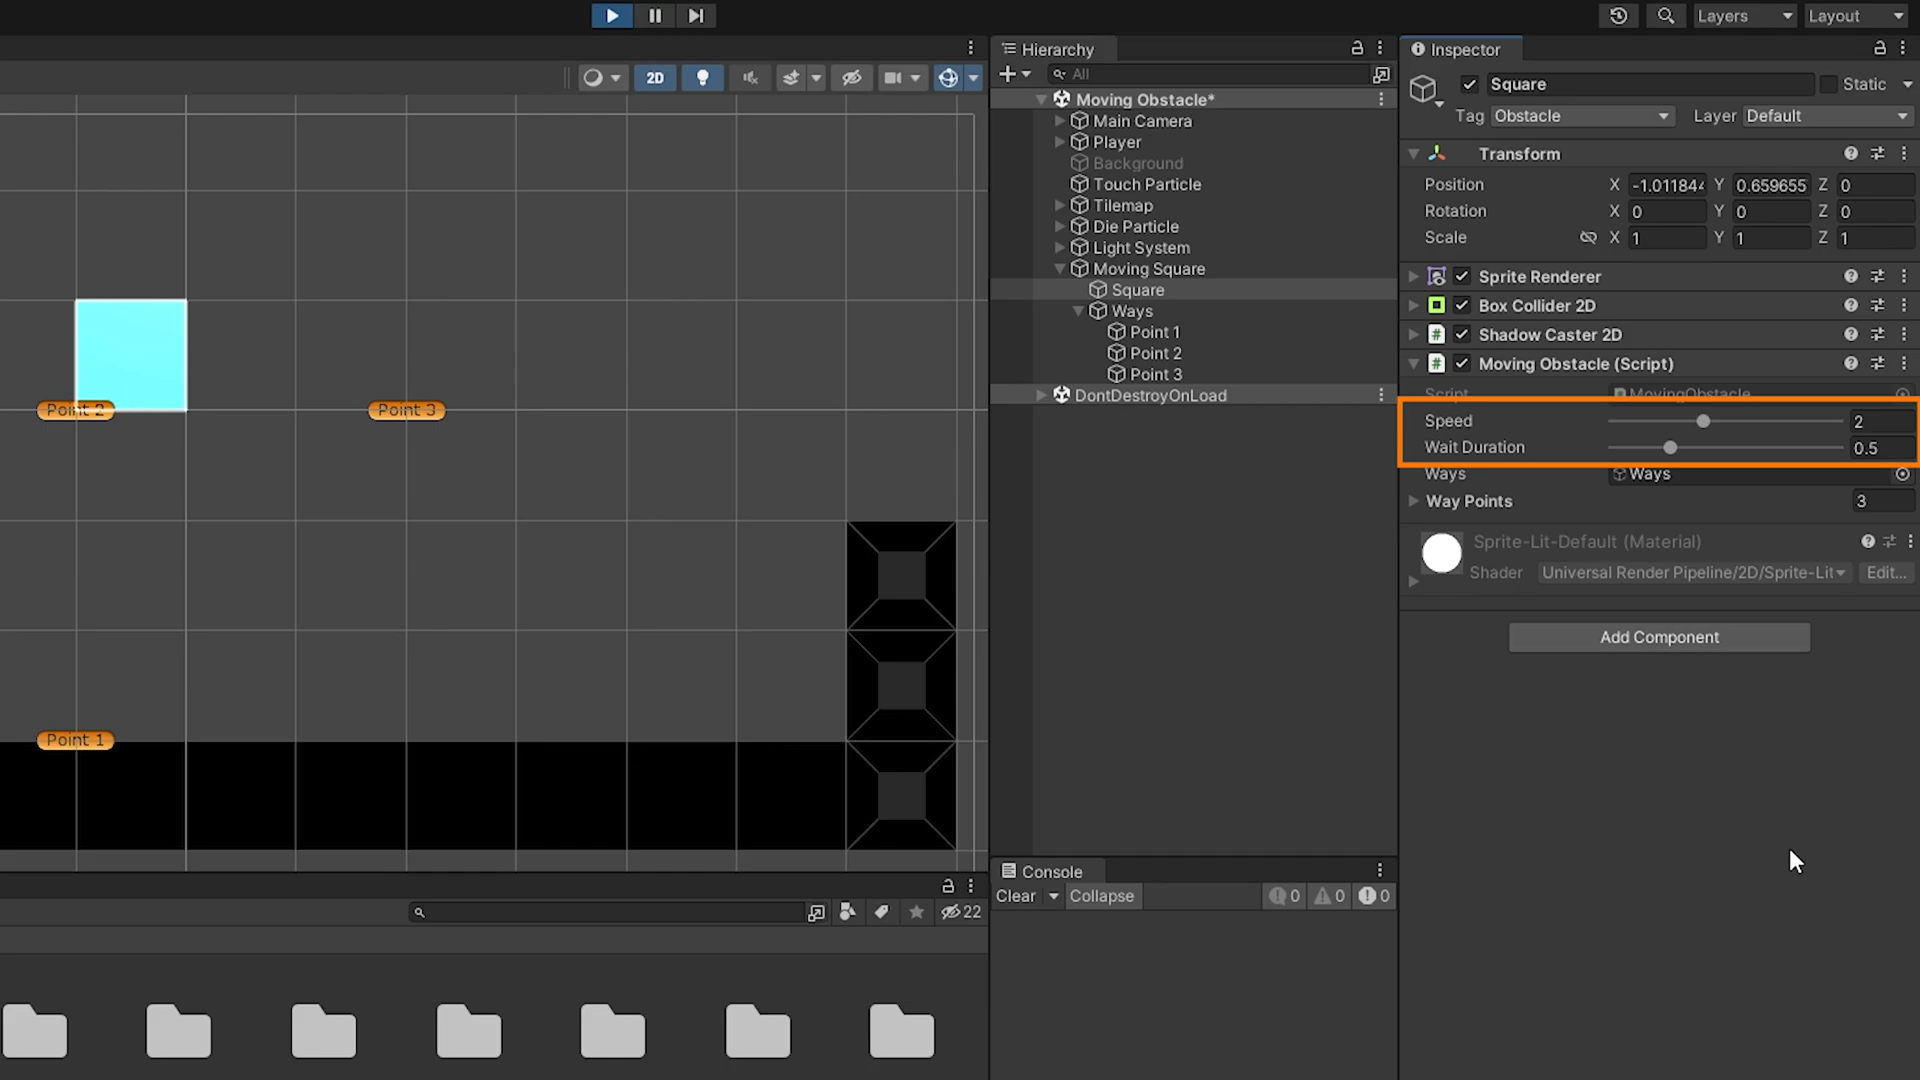 Layers
Layout
Hierarchy
Inspector
2D
All
Square
Static
Tag Obstacle
Layer Default
Moving Obstacle*
Main Camera
Player
Background
Touch Particle
Tilemap
Die Particle
Light System
Moving Square
Square
Ways
Point 1
Point 2
Point 3
DontDestroyOnLoad
Transform
Position X -1.011844 Y 0.659655 Z 0
Rotation X 0 Y 0 Z 0
Scale X 1 Y 1 Z 1
Sprite Renderer
Box Collider 2D
Shadow Caster 2D
Moving Obstacle (Script)
Script MovingObstacle
Speed 2
Wait Duration 0.5
Ways Ways
Way Points 3
Sprite-Lit-Default (Material)
Shader Universal Render Pipeline/2D/Sprite-Lit Edit...
Add Component
Point 2
Point 3
Point 1
Console
Clear Collapse 0 0 0
22